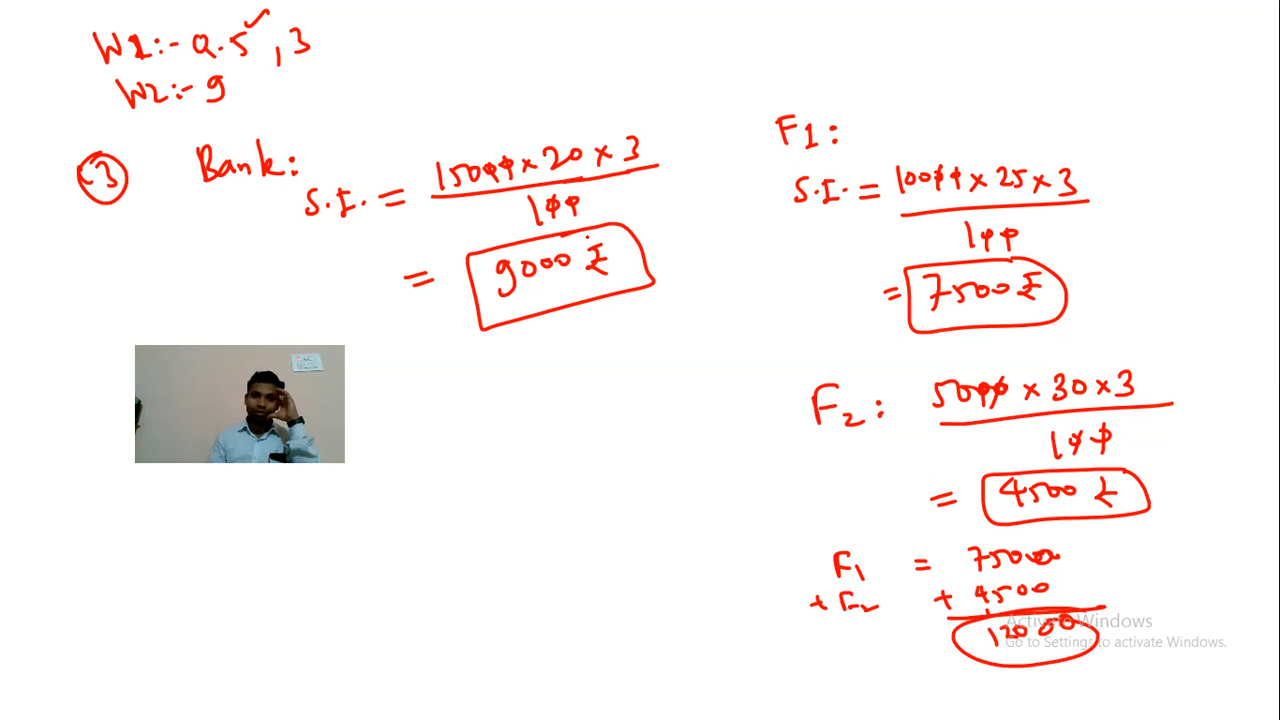 W1:- Q.5 ✓, 3
W2:- 9
(3) Bank:
S.I. = 15000 x 20 x 3
100
= 9000 ₹
F1:
S.I. = 10000 x 25 x 3
100
= 7500 ₹
F2: 5000 x 30 x 3
100
= 4500 ₹
F1 = 7500
+ F2 + 4500
12000
Activate Windows
Go to Settings to activate Windows.